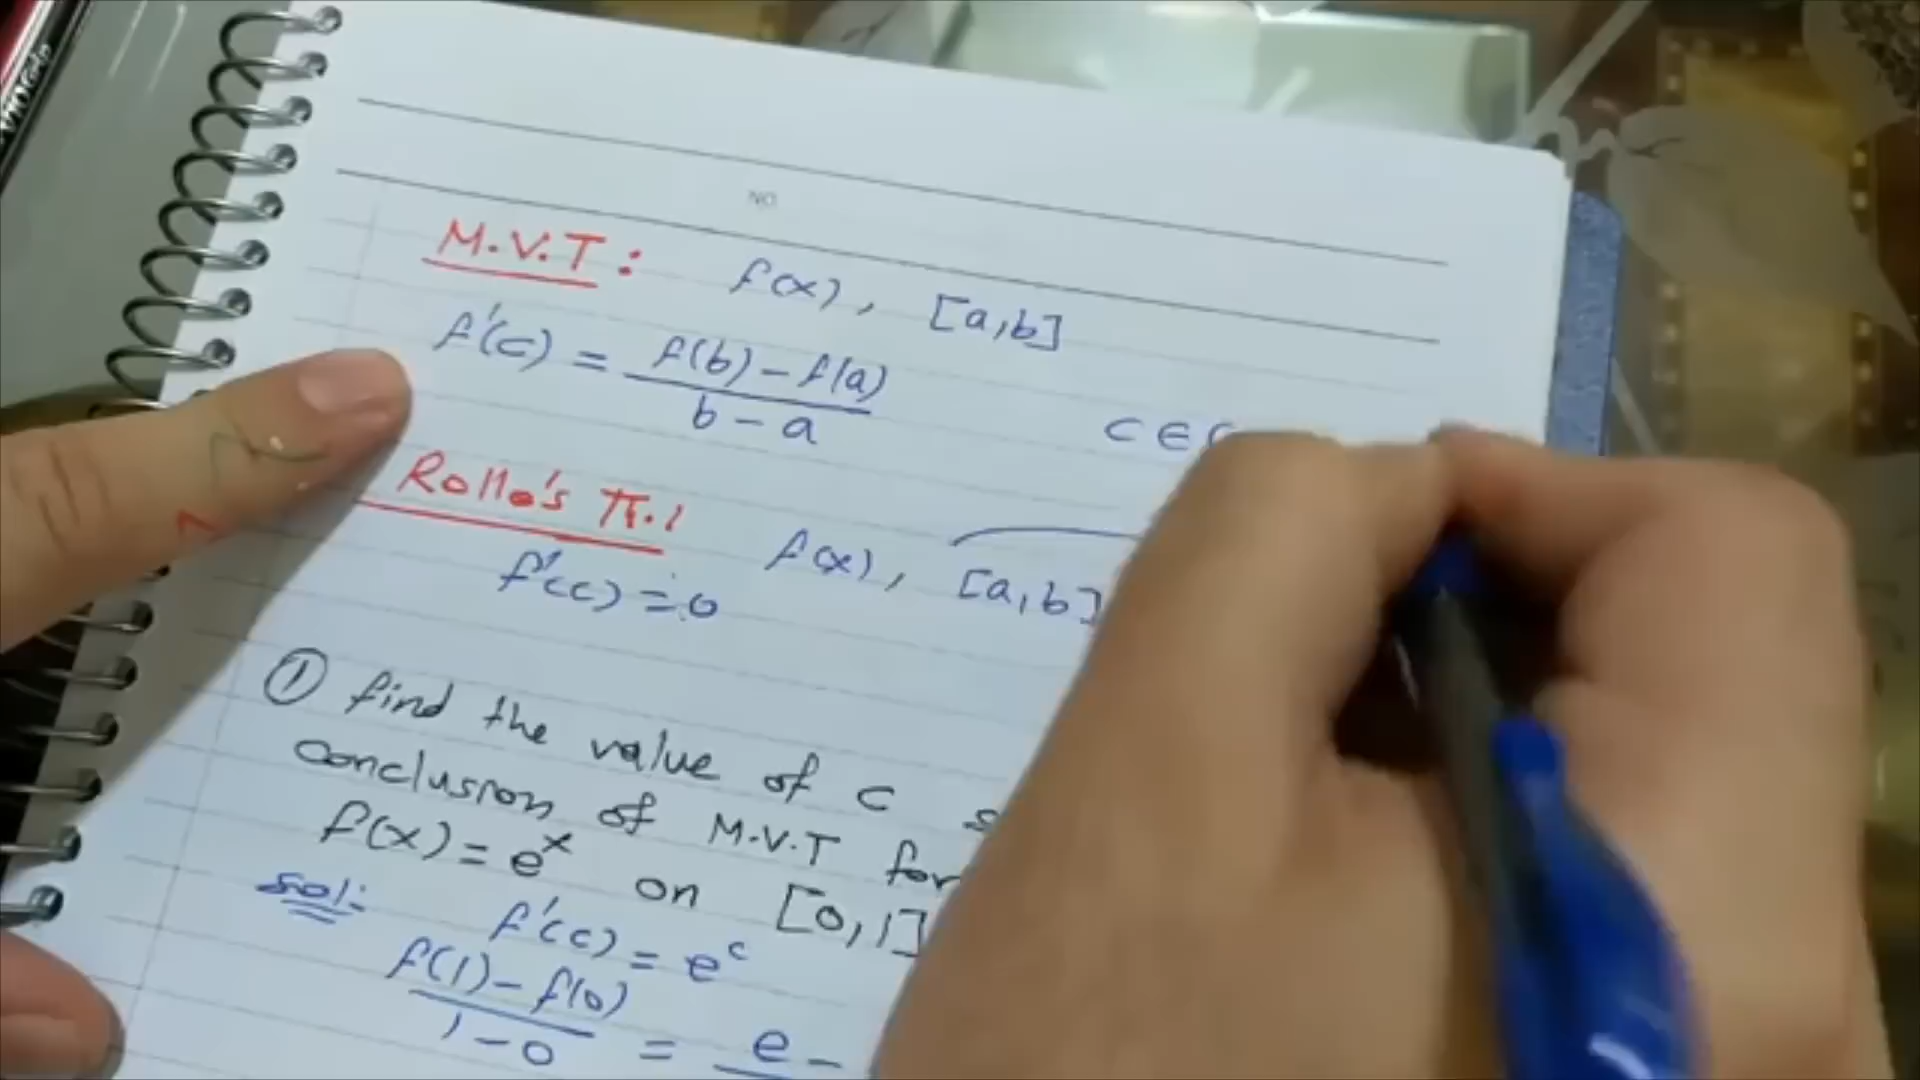 NO
M.V.T: f(x), [a,b]
f'(c) = f(b)-f(a) / b-a
c ∈ (
Rolle's Th: f(x), [a,b]
f'(c) = 0
① find the value of c
conclusion of M.V.T for
f(x) = e^x on [0,1]
sol: f'(c) = e^c
f(1)-f(0) / 1-0 = e -